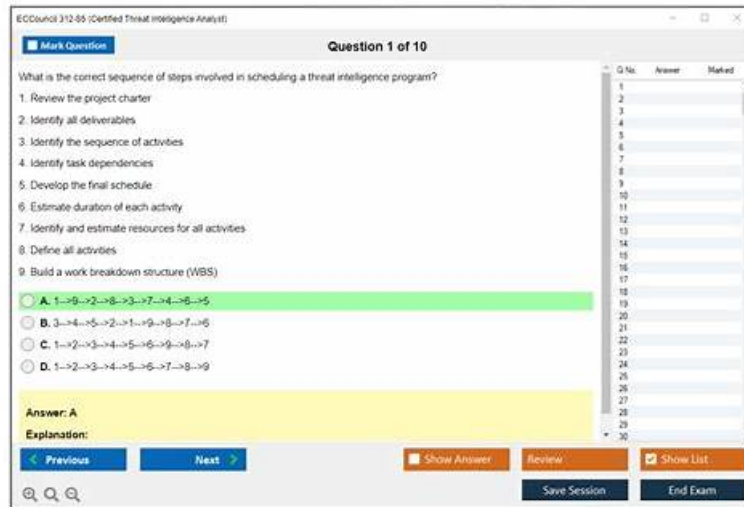 ECCouncil 312-85 (Certified Threat Intelligence Analyst)
Mark Question
Question 1 of 10
What is the correct sequence of steps involved in scheduling a threat intelligence program?
1. Review the project charter
2. Identify all deliverables
3. Identify the sequence of activities
4. Identify task dependencies
5. Develop the final schedule
6. Estimate duration of each activity
7. Identify and estimate resources for all activities
8. Define all activities
9. Build a work breakdown structure (WBS)
A. 1-->9-->2-->8-->3-->7-->4-->6-->5
B. 3-->4-->5-->2-->1-->9-->8-->7-->6
C. 1-->2-->3-->4-->5-->6-->9-->8-->7
D. 1-->2-->3-->4-->5-->6-->7-->8-->9
Answer: A
Explanation:
Q No. Answer Marked
1
2
3
4
5
6
7
8
9
10
11
12
13
14
15
16
17
18
19
20
21
22
23
24
25
26
27
28
29
30
Previous
Next
Show Answer
Review
Show List
Save Session
End Exam